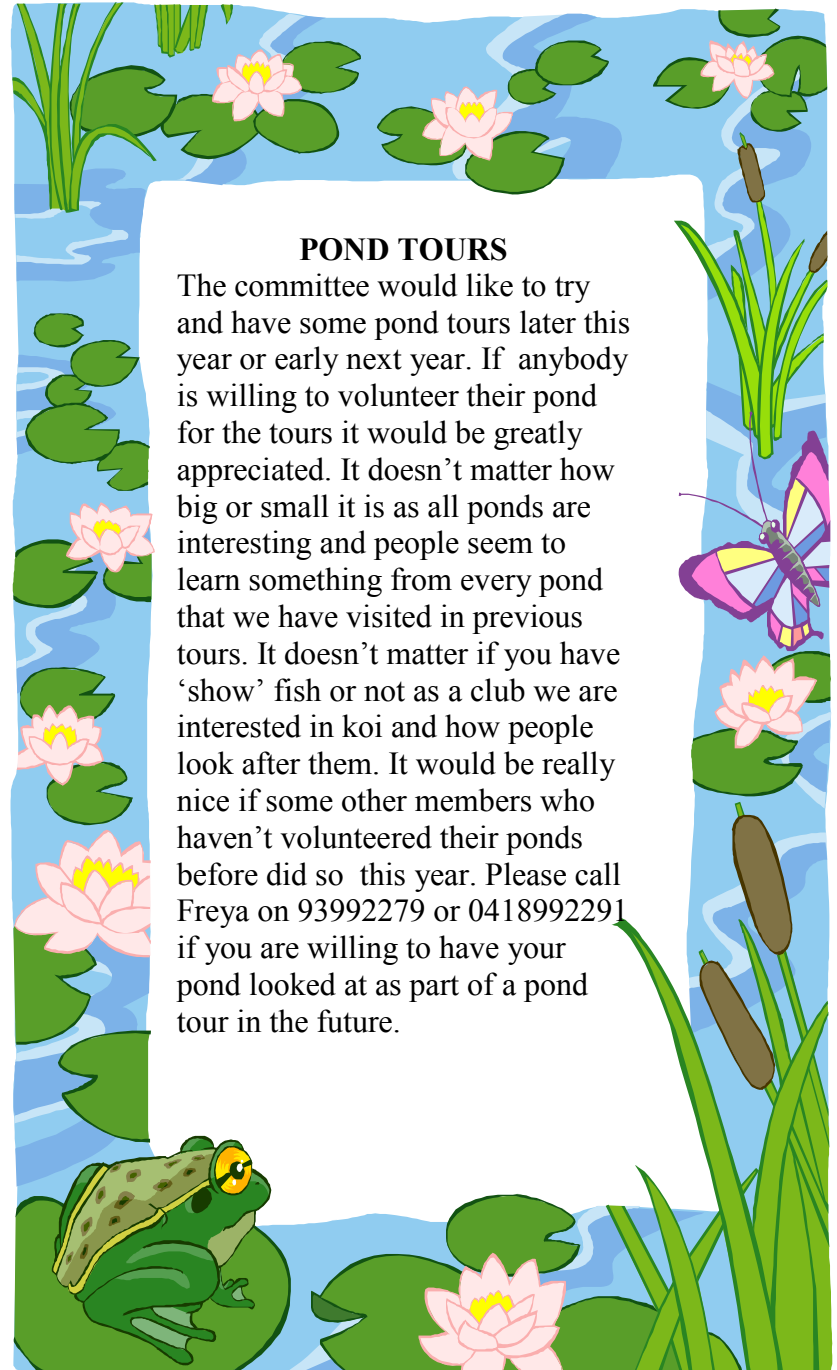 POND TOURS
The committee would like to try
and have some pond tours later this
year or early next year. If  anybody
is willing to volunteer their pond
for the tours it would be greatly
appreciated. It doesn’t matter how
big or small it is as all ponds are
interesting and people seem to
learn something from every pond
that we have visited in previous
tours. It doesn’t matter if you have
‘show’ fish or not as a club we are
interested in koi and how people
look after them. It would be really
nice if some other members who
haven’t volunteered their ponds
before did so  this year. Please call
Freya on 93992279 or 0418992291
if you are willing to have your
pond looked at as part of a pond
tour in the future.